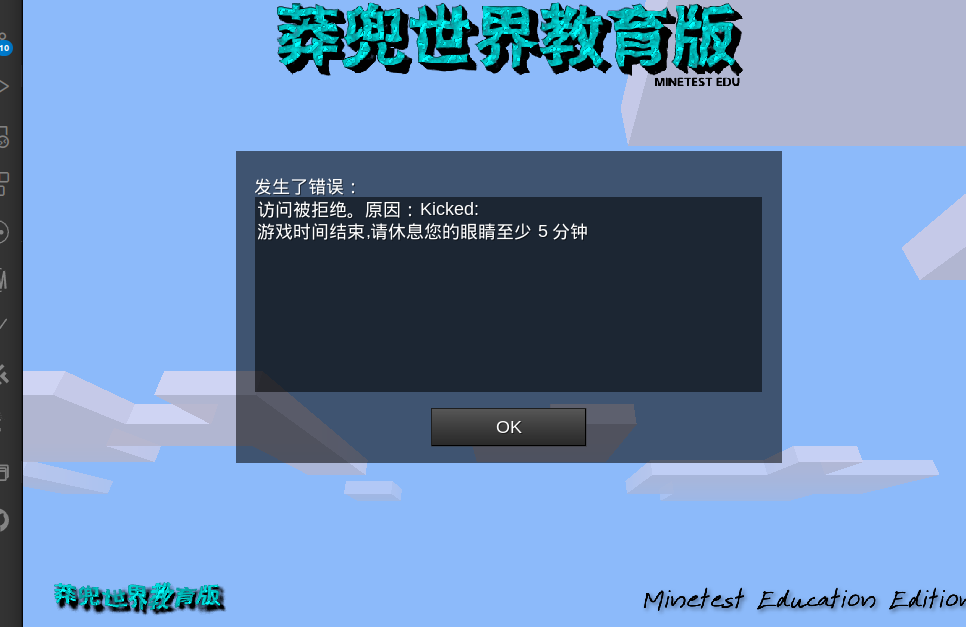 莽兜世界教育版
MINETEST EDU
10
发生了错误：
访问被拒绝。原因：Kicked:
游戏时间结束,请休息您的眼睛至少 5 分钟
OK
莽兜世界教育版
Minetest Education Edition